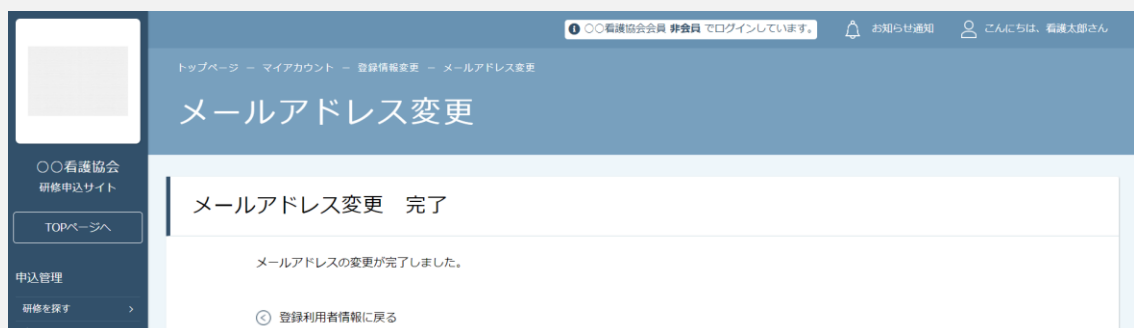 ○○看護協会会員 非会員 でログインしています。
お知らせ通知
こんにちは、看護太郎さん
トップページ － マイアカウント － 登録情報変更 － メールアドレス変更
メールアドレス変更
○○看護協会
研修申込サイト
TOPページへ
申込管理
研修を探す
メールアドレス変更　完了
メールアドレスの変更が完了しました。
登録利用者情報に戻る